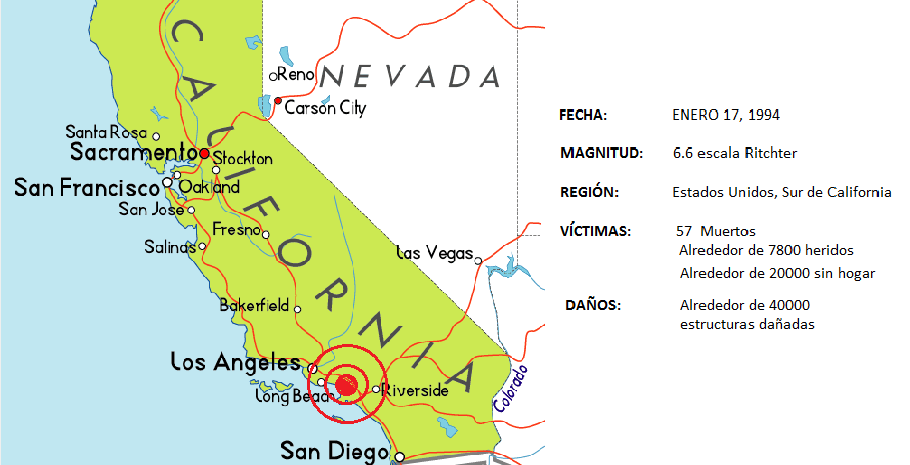 CALIFORNIA
NEVADA
Reno
Carson City
Santa Rosa
Sacramento
Stockton
San Francisco
Oakland
San Jose
Fresno
Salinas
Las Vegas
Bakerfield
Los Angeles
Long Beac
Riverside
Colorado
San Diego
FECHA: ENERO 17, 1994
MAGNITUD: 6.6 escala Ritchter
REGIÓN: Estados Unidos, Sur de California
VÍCTIMAS: 57 Muertos
Alrededor de 7800 heridos
Alrededor de 20000 sin hogar
DAÑOS: Alrededor de 40000
estructuras dañadas